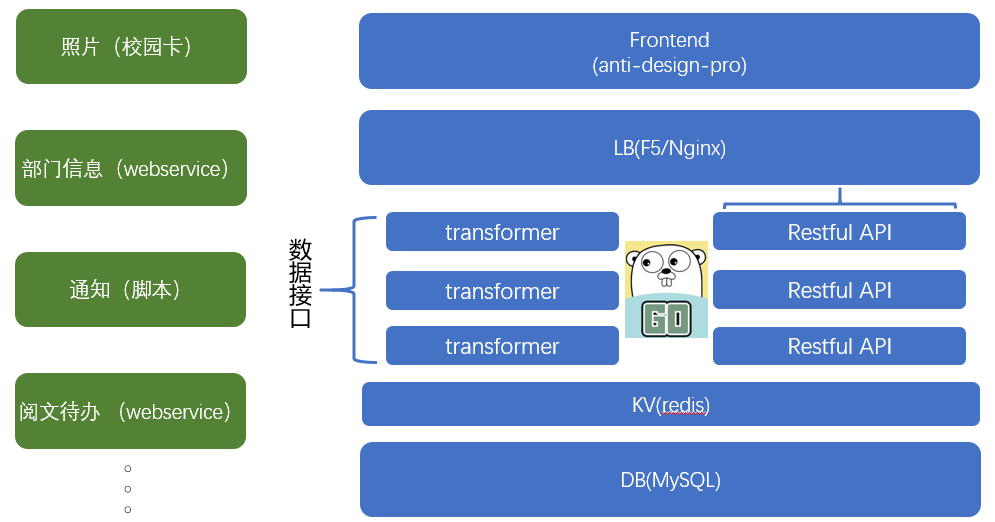 照片（校园卡）
部门信息（webservice）
通知（脚本）
阅文待办 （webservice）
数据接口
Frontend
(anti-design-pro)
LB(F5/Nginx)
transformer
Restful API
transformer
Restful API
transformer
Restful API
GO
KV(redis)
DB(MySQL)